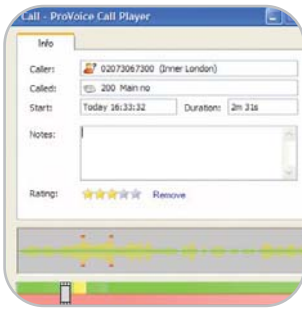 Call - ProVoice Call Player
Info
Caller: 02073067300 (Inner London)
Called: 200 Main no
Start: Today 16:33:32 Duration: 2m 31s
Notes:
Rating: Remove